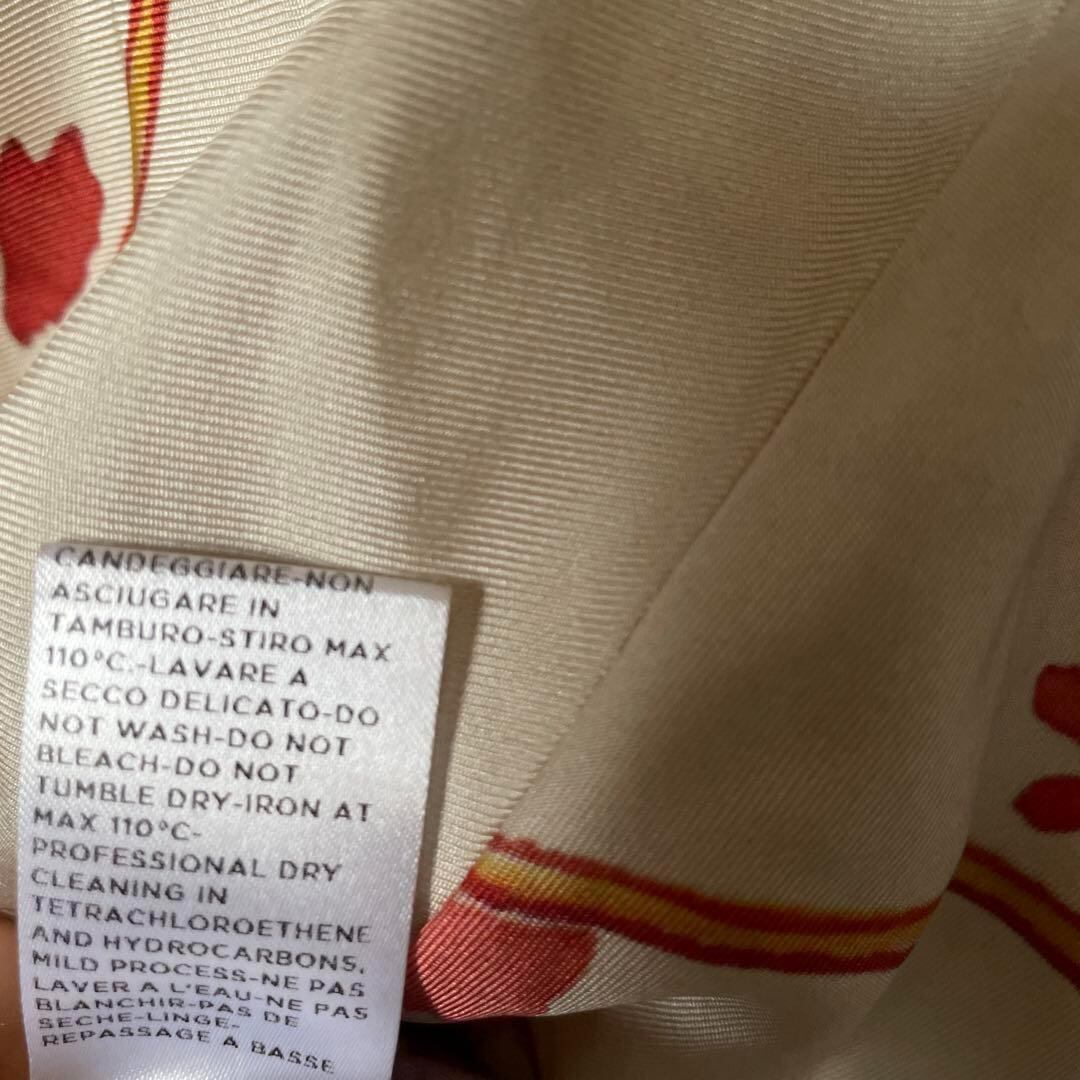 CANDEGGIARE-NON
ASCIUGARE IN
TAMBURO-STIRO MAX
110°C.-LAVARE A
SECCO DELICATO-DO
NOT WASH-DO NOT
BLEACH-DO NOT
TUMBLE DRY-IRON AT
MAX 110°C-
PROFESSIONAL DRY
CLEANING IN
TETRACHLOROETHENE
AND HYDROCARBONS,
MILD PROCESS-NE PAS
LAVER A L'EAU-NE PAS
BLANCHIR-PAS DE
SECHE-LINGE-
REPASSAGE A BASSE